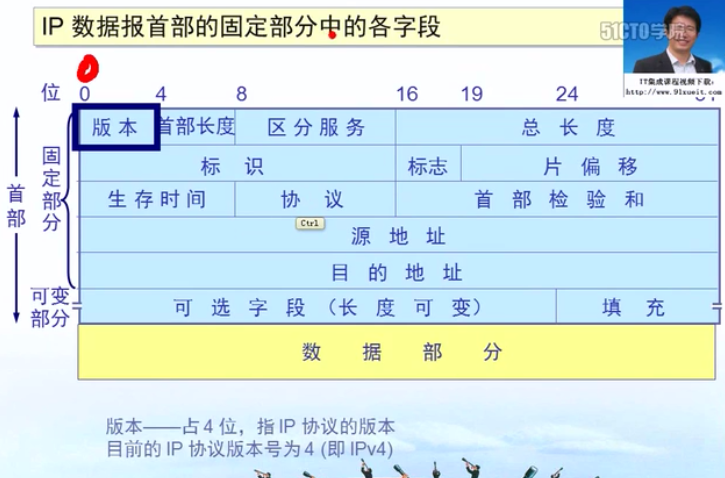 IP 数据报首部的固定部分中的各字段
51CTO学院
IT集成课程视频下载:
http://www.91xueit.com
位 0 4 8 16 19 24
版 本 首部长度 区 分 服 务 总 长 度
标 识 标志 片 偏 移
生 存 时 间 协 议 首 部 检 验 和
Ctrl
源 地 址
目 的 地 址
可 选 字 段 (长 度 可 变) 填 充
数 据 部 分
首部
固定部分
可变
部分
版本——占 4 位,指 IP 协议的版本
目前的 IP 协议版本号为 4 (即 IPv4)